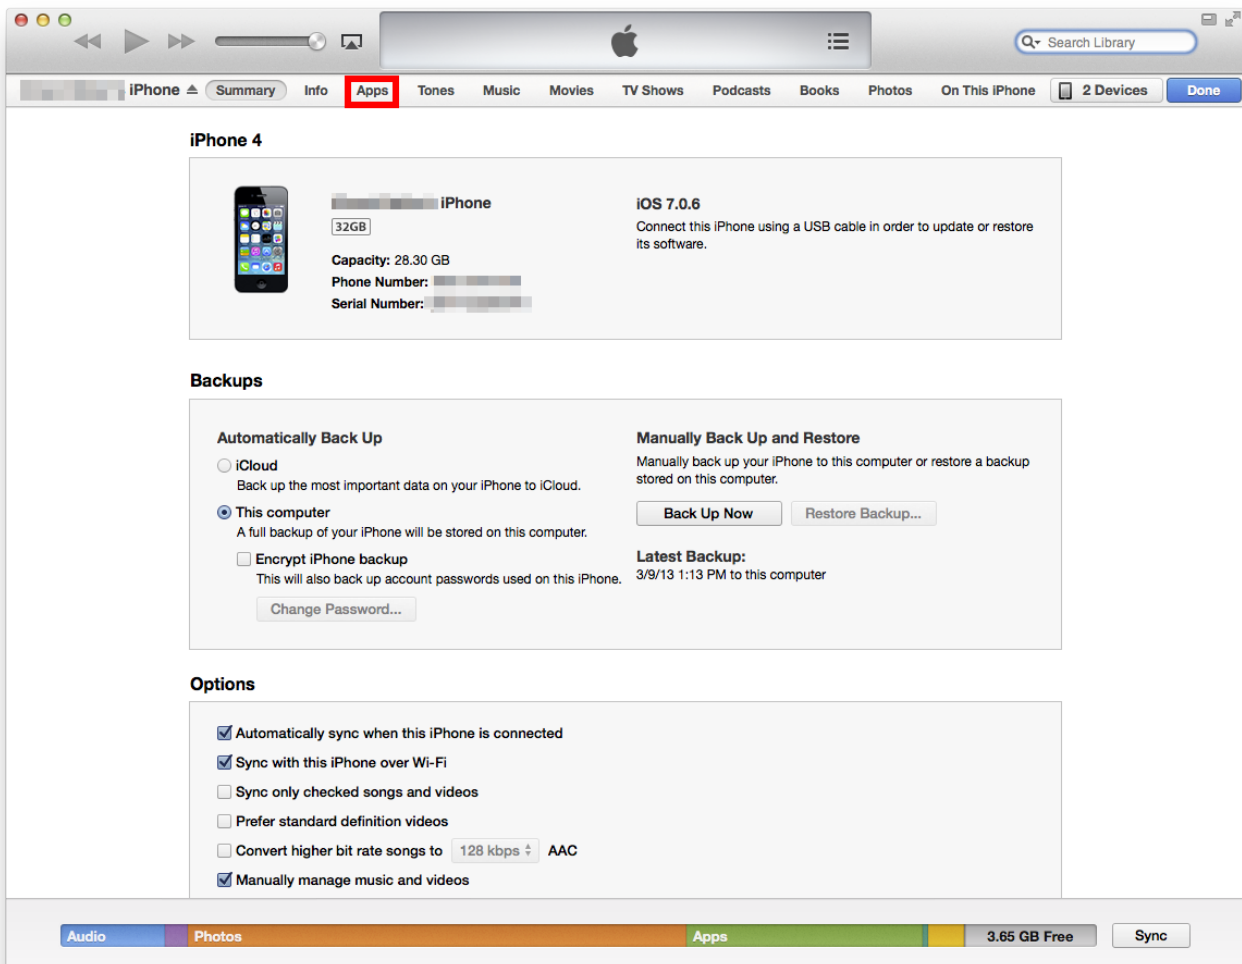 Search Library
iPhone Summary Info Apps Tones Music Movies TV Shows Podcasts Books Photos On This iPhone 2 Devices Done
iPhone 4
iPhone
32GB
Capacity: 28.30 GB
Phone Number:
Serial Number:
iOS 7.0.6
Connect this iPhone using a USB cable in order to update or restore
its software.
Backups
Automatically Back Up
iCloud
Back up the most important data on your iPhone to iCloud.
This computer
A full backup of your iPhone will be stored on this computer.
Encrypt iPhone backup
This will also back up account passwords used on this iPhone.
Change Password...
Manually Back Up and Restore
Manually back up your iPhone to this computer or restore a backup
stored on this computer.
Back Up Now Restore Backup...
Latest Backup:
3/9/13 1:13 PM to this computer
Options
Automatically sync when this iPhone is connected
Sync with this iPhone over Wi-Fi
Sync only checked songs and videos
Prefer standard definition videos
Convert higher bit rate songs to 128 kbps AAC
Manually manage music and videos
Audio Photos Apps 3.65 GB Free Sync